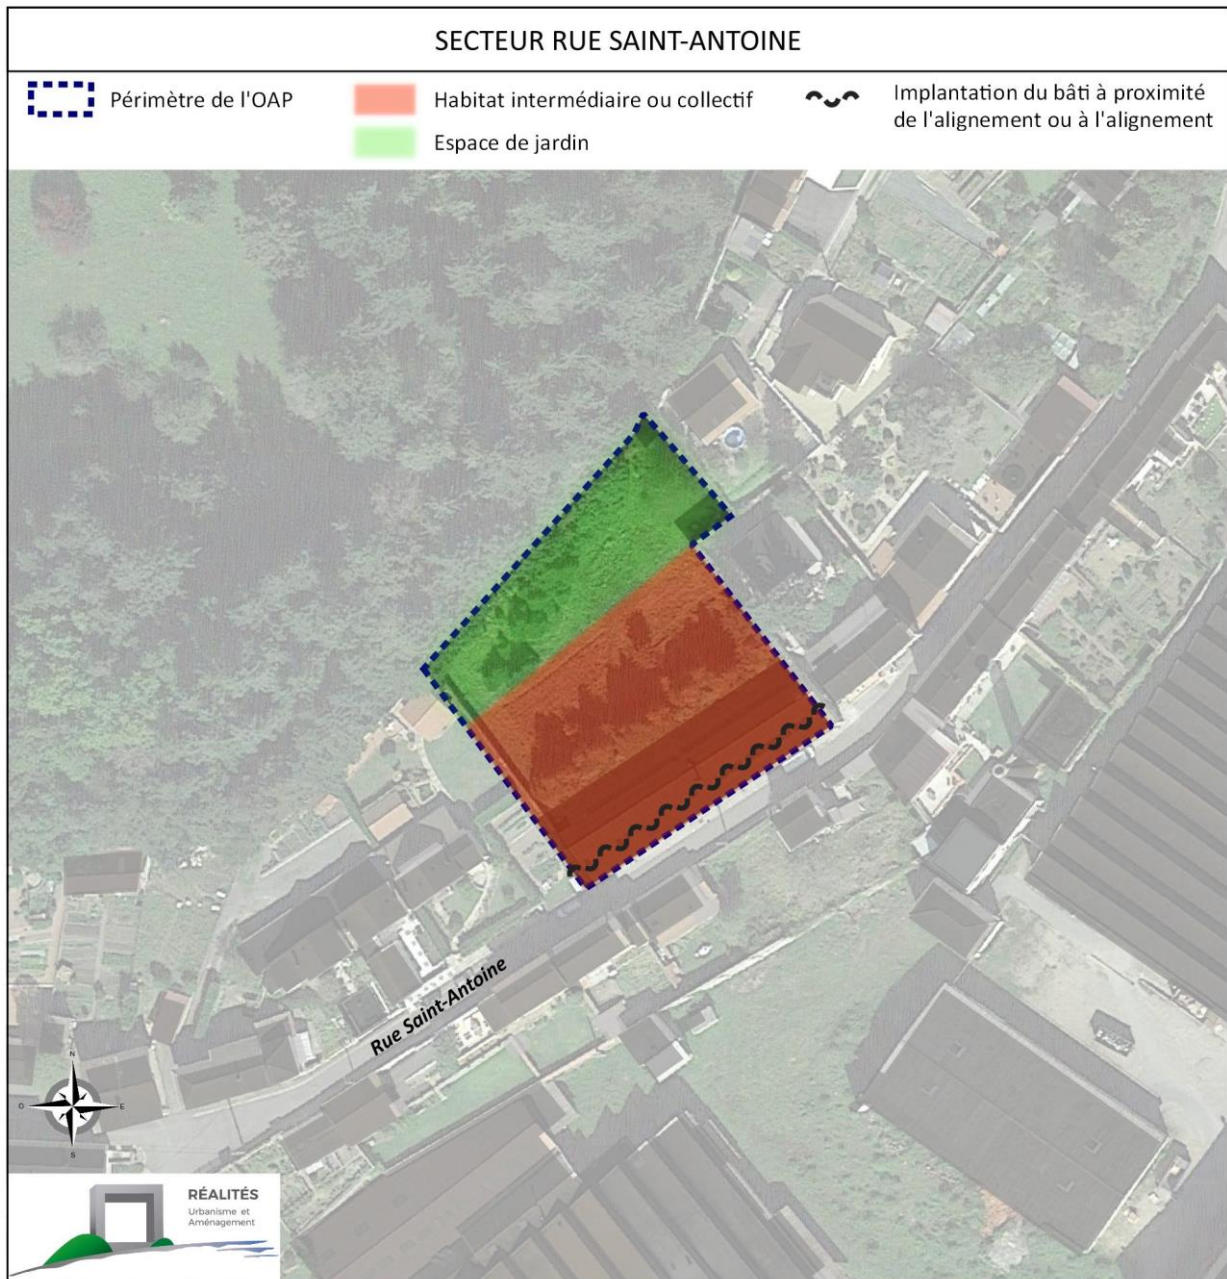 SECTEUR RUE SAINT-ANTOINE
Périmètre de l'OAP
Habitat intermédiaire ou collectif
Espace de jardin
Implantation du bâti à proximité
de l'alignement ou à l'alignement
Rue Saint-Antoine
N
O
E
S
RÉALITÉS
Urbanisme et
Aménagement